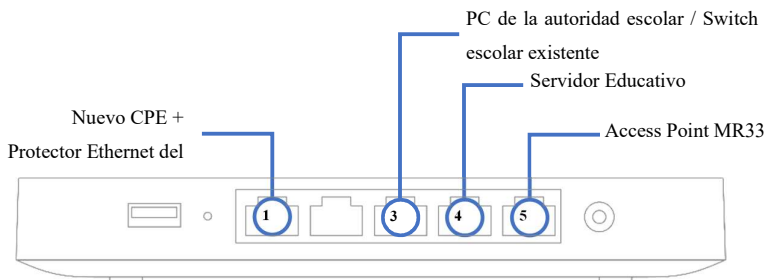 PC de la autoridad escolar / Switch
escolar existente
Servidor Educativo
Nuevo CPE +
Protector Ethernet del
Access Point MR33
1
3
4
5